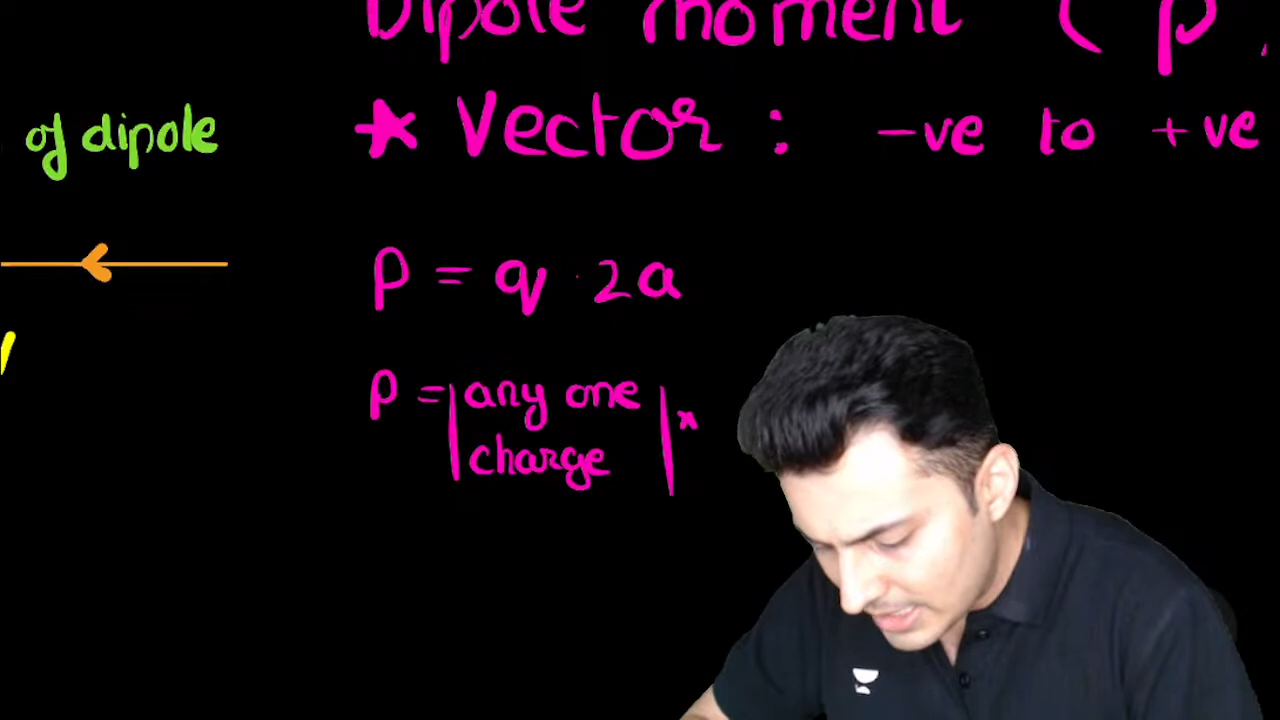 Dipole moment ( p
of dipole
* Vector : -ve to +ve
P = q · 2a
P = |any one
charge| *